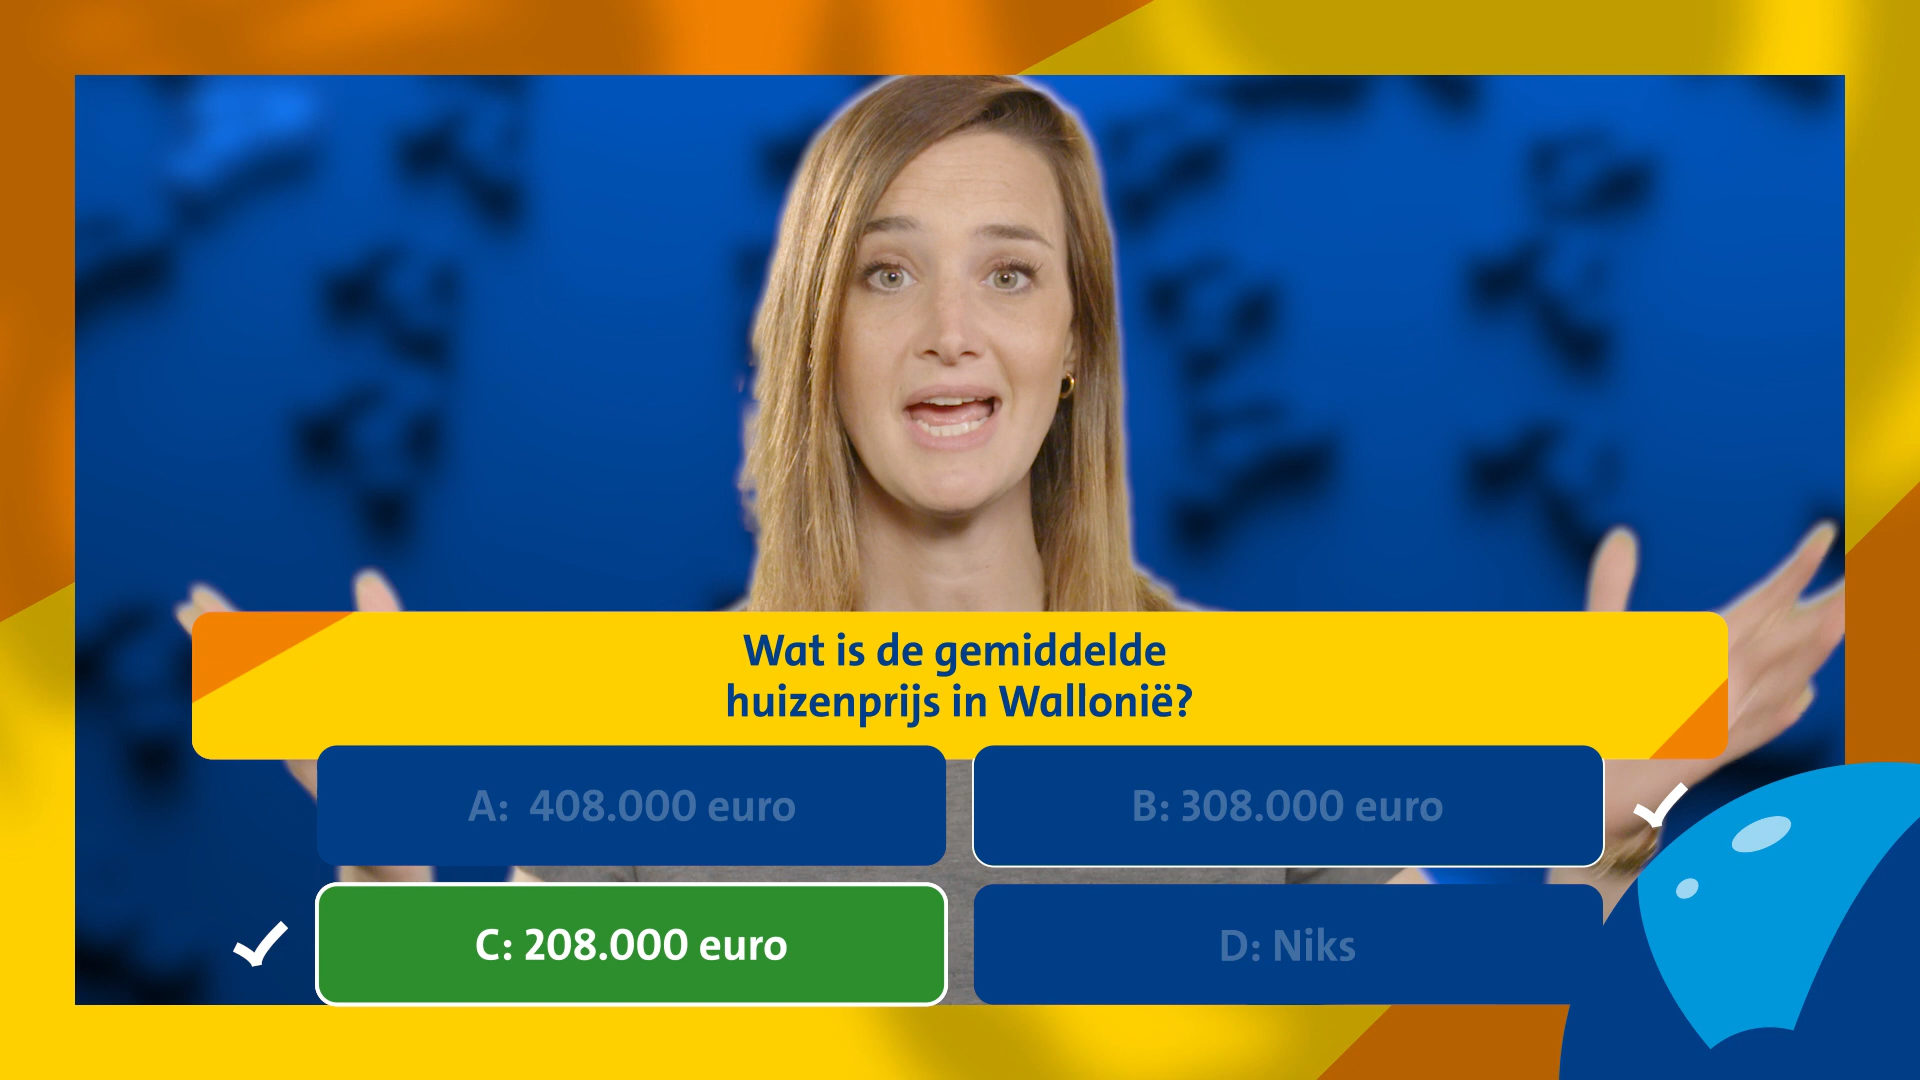 Wat is de gemiddelde
huizenprijs in Wallonië?
A: 408.000 euro
B: 308.000 euro
C: 208.000 euro
D: Niks